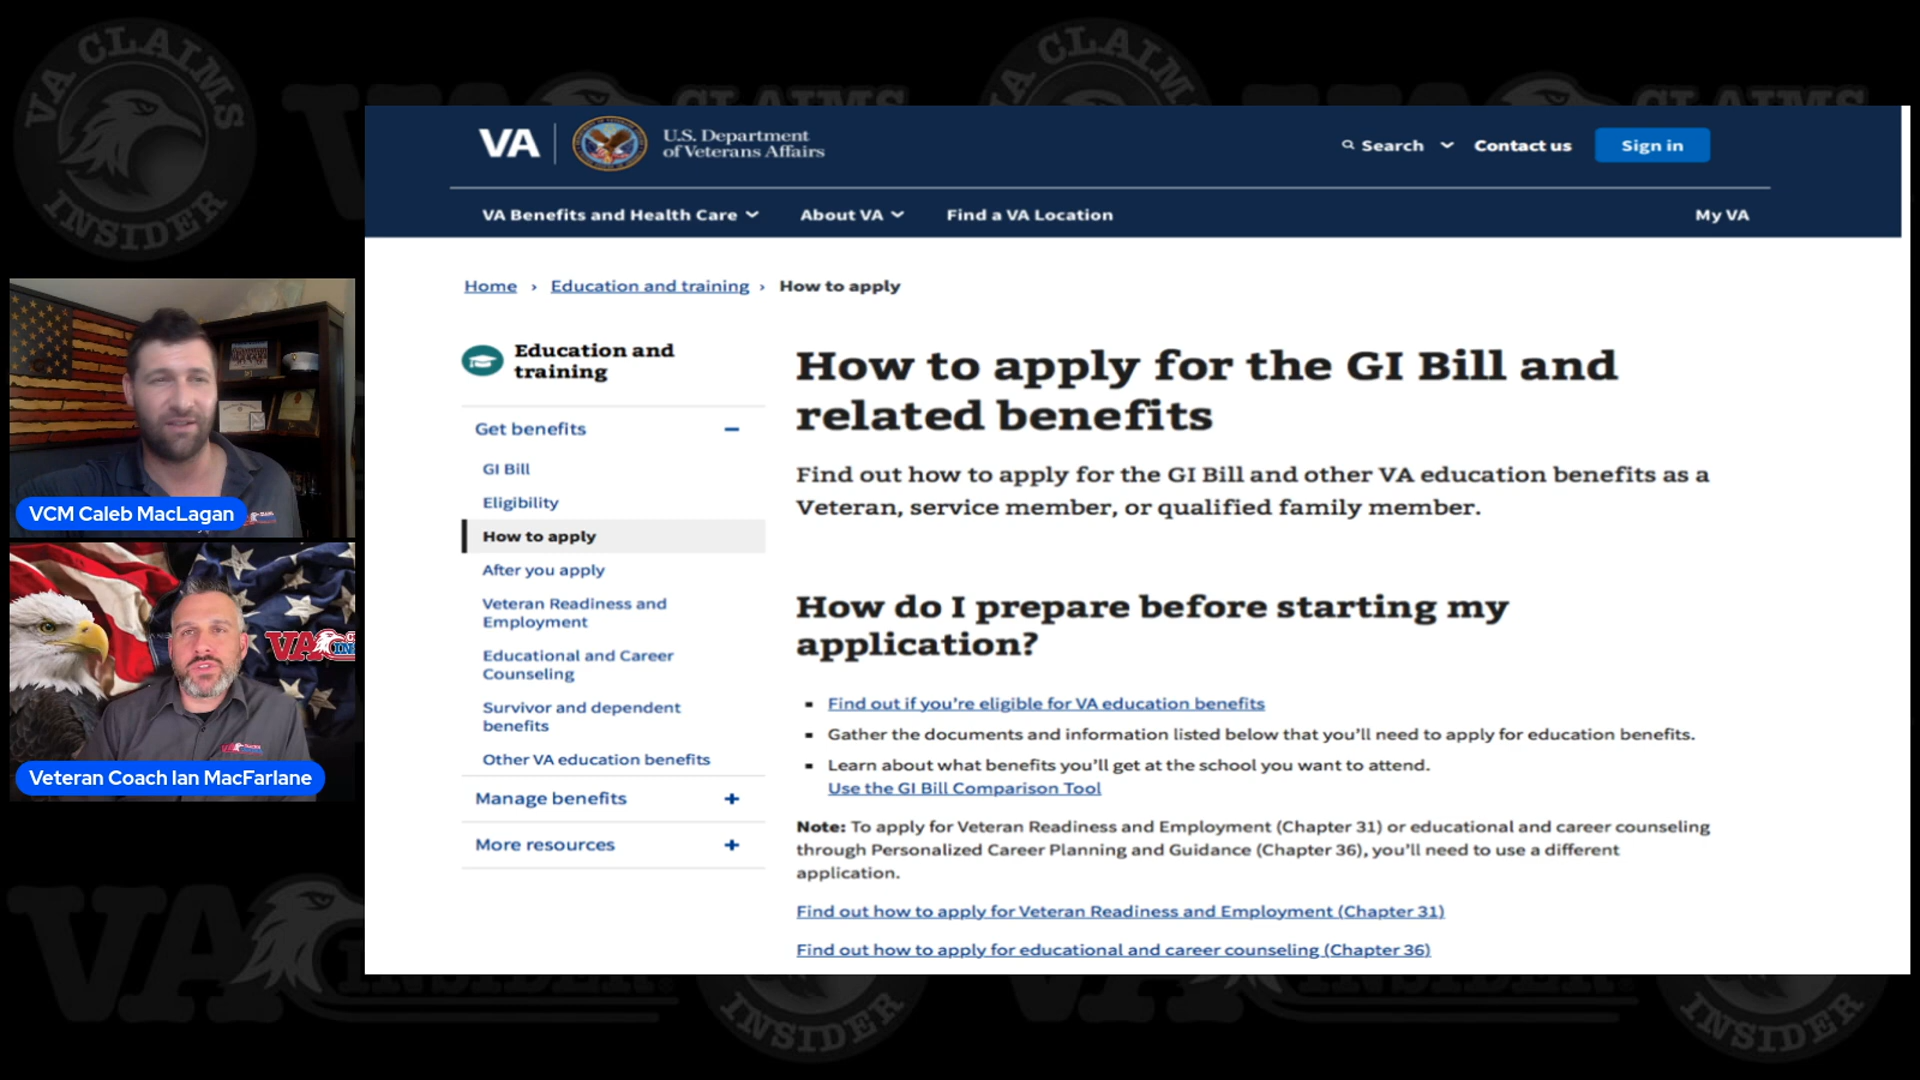 VA CLAIMS INSIDER
VA
U.S. Department
of Veterans Affairs
Search
Contact us
Sign in
VA Benefits and Health Care
About VA
Find a VA Location
My VA
Home › Education and training › How to apply
Education and
training
Get benefits
GI Bill
Eligibility
How to apply
After you apply
Veteran Readiness and
Employment
Educational and Career
Counseling
Survivor and dependent
benefits
Other VA education benefits
Manage benefits
More resources
How to apply for the GI Bill and
related benefits
Find out how to apply for the GI Bill and other VA education benefits as a
Veteran, service member, or qualified family member.
How do I prepare before starting my
application?
Find out if you’re eligible for VA education benefits
Gather the documents and information listed below that you’ll need to apply for education benefits.
Learn about what benefits you’ll get at the school you want to attend.
Use the GI Bill Comparison Tool
Note: To apply for Veteran Readiness and Employment (Chapter 31) or educational and career counseling
through Personalized Career Planning and Guidance (Chapter 36), you’ll need to use a different
application.
Find out how to apply for Veteran Readiness and Employment (Chapter 31)
Find out how to apply for educational and career counseling (Chapter 36)
VCM Caleb MacLagan
VA
Veteran Coach Ian MacFarlane
VA
INSIDER
INSIDER
INSIDER
INSIDER